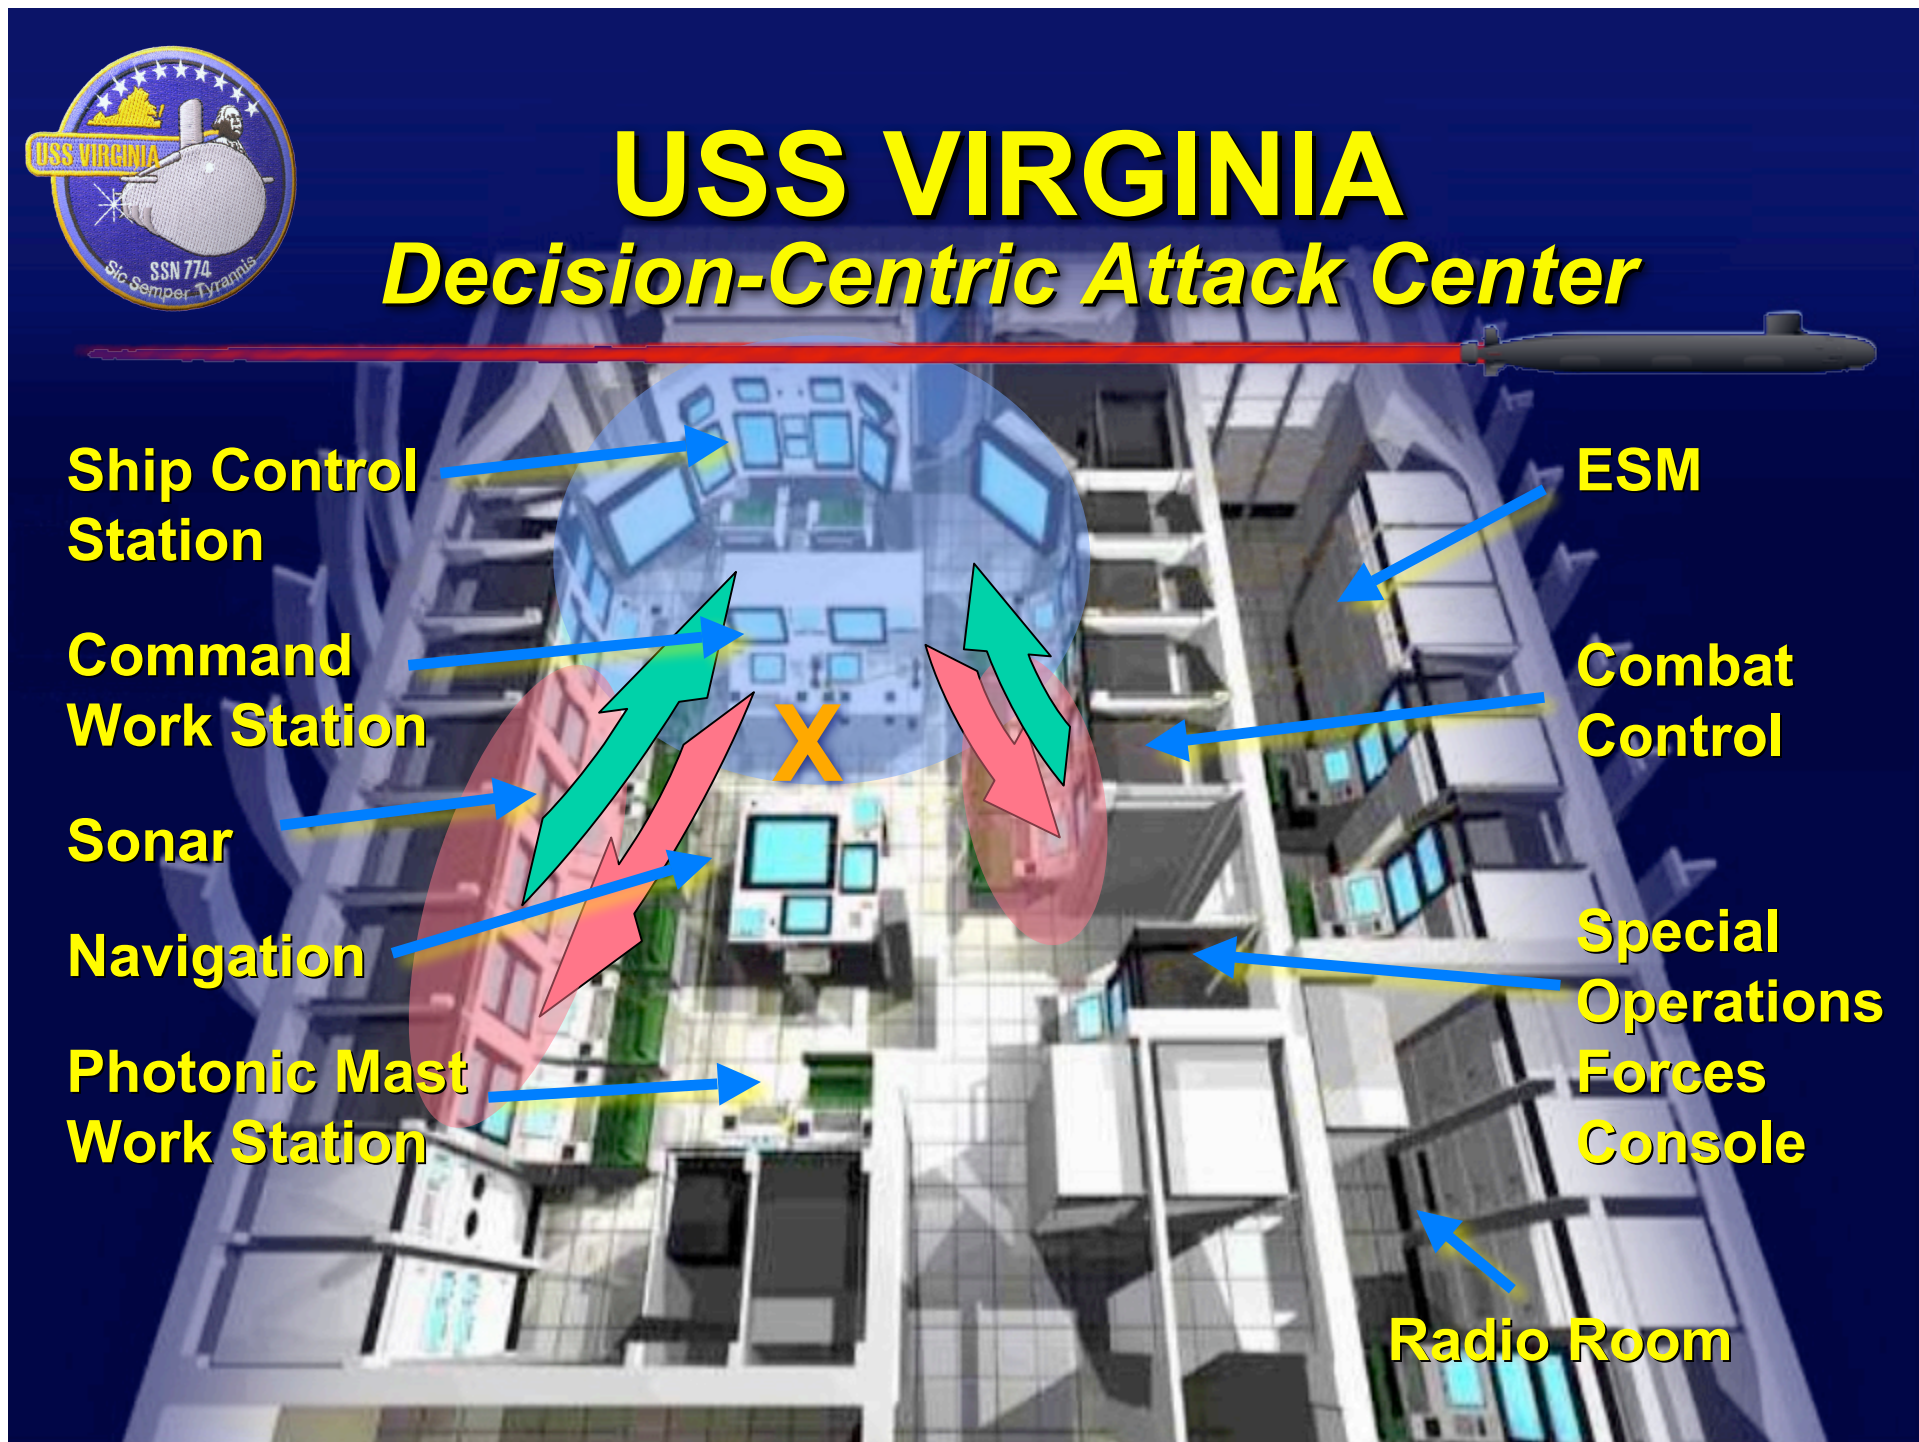 USS VIRGINIA
SSN 774
Sic Semper Tyrannis
USS VIRGINIA
Decision-Centric Attack Center
Ship Control
Station
Command
Work Station
Sonar
Navigation
Photonic Mast
Work Station
X
ESM
Combat
Control
Special
Operations
Forces
Console
Radio Room